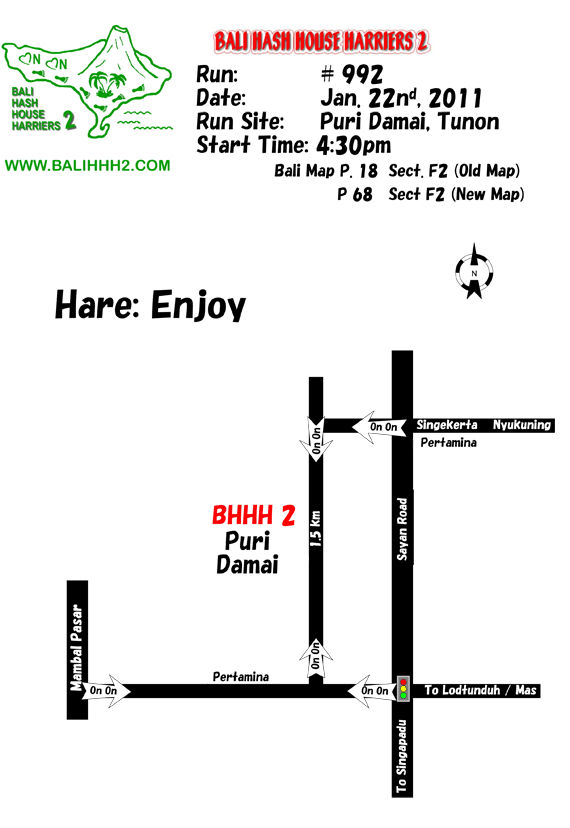 BALI HASH HOUSE HARRIERS 2
ON ON
BALI
HASH
HOUSE
HARRIERS 2
WWW.BALIHHH2.COM
Run: # 992
Date: Jan. 22nd, 2011
Run Site: Puri Damai, Tunon
Start Time: 4:30pm
Bali Map P. 18 Sect. F2 (Old Map)
P 68 Sect F2 (New Map)
N
Hare: Enjoy
On On
Singekerta Nyukuning
Pertamina
On On
BHHH 2
Puri
Damai
1.5 km
Sayan Road
Mambal Pasar
On On
Pertamina
On On
On On
To Lodtunduh / Mas
To Singapadu